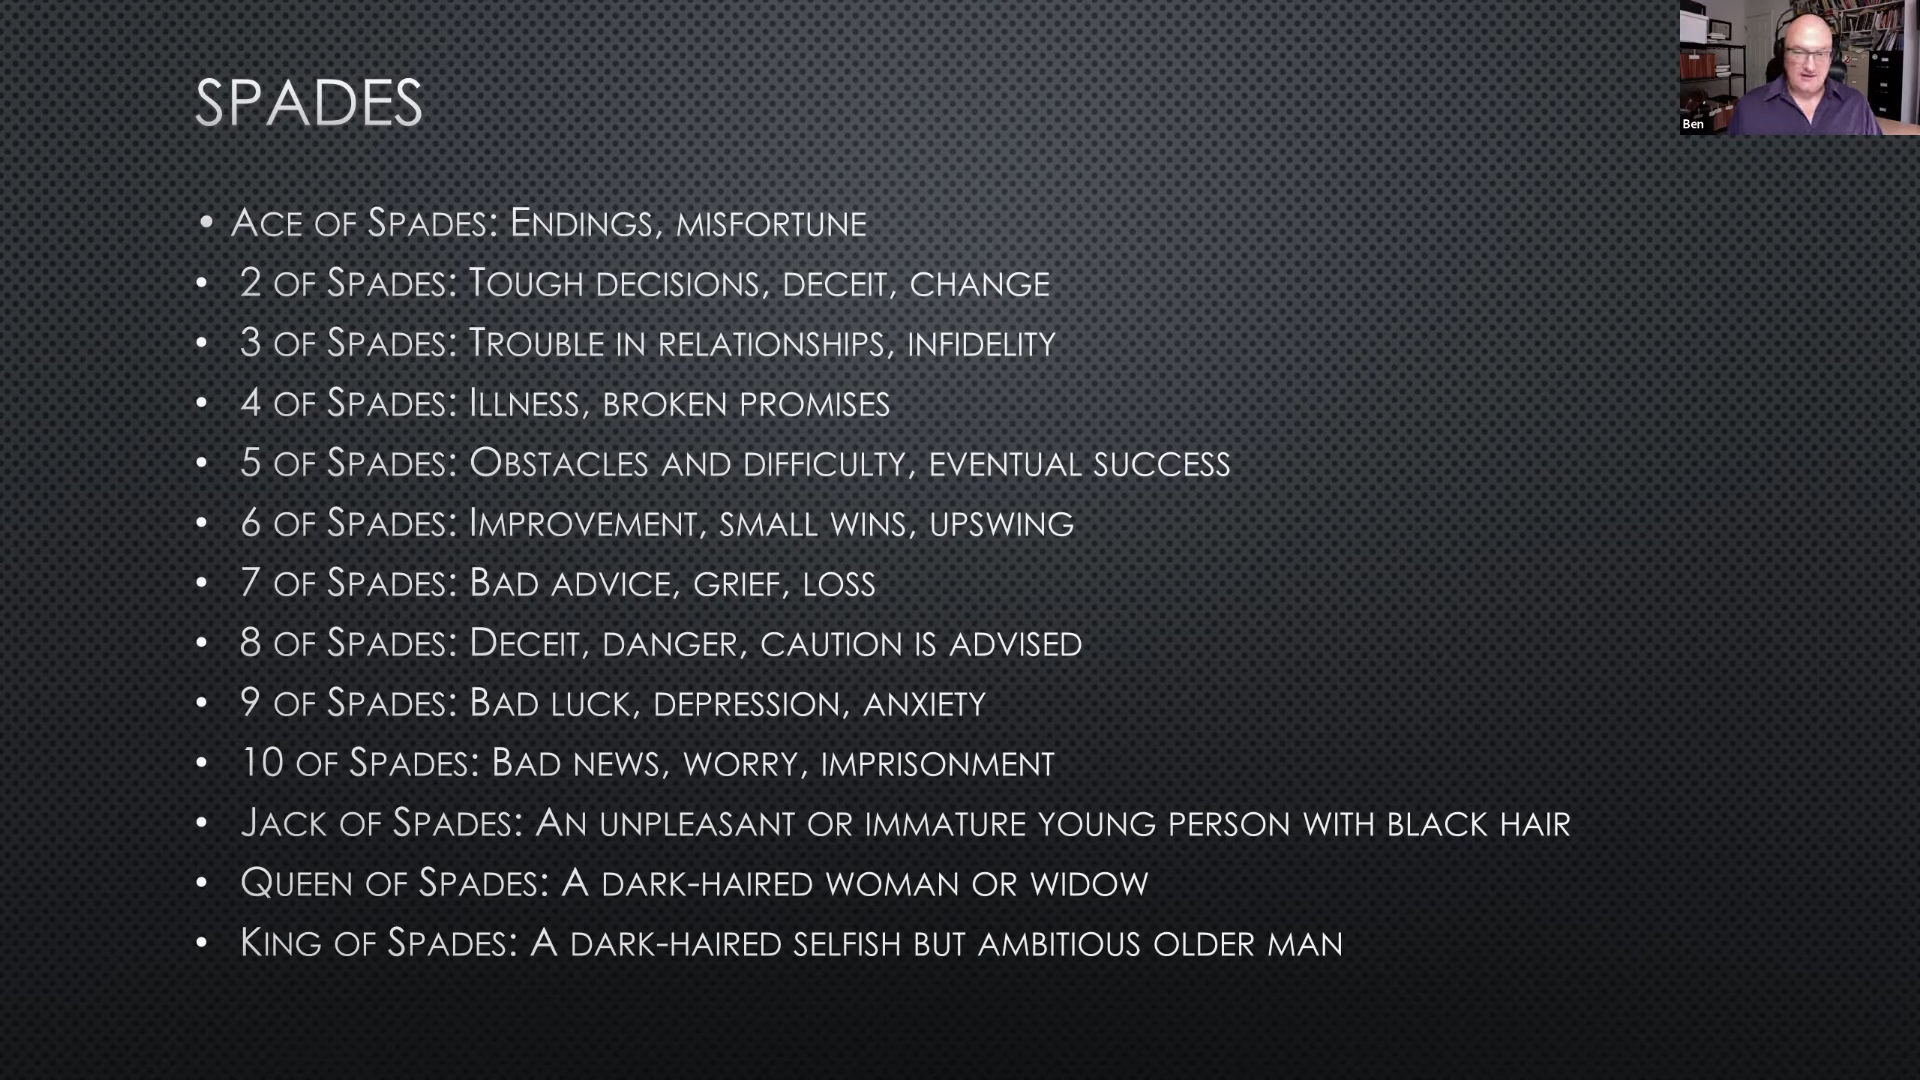 SPADES
• ACE OF SPADES: ENDINGS, MISFORTUNE
• 2 OF SPADES: TOUGH DECISIONS, DECEIT, CHANGE
• 3 OF SPADES: TROUBLE IN RELATIONSHIPS, INFIDELITY
• 4 OF SPADES: ILLNESS, BROKEN PROMISES
• 5 OF SPADES: OBSTACLES AND DIFFICULTY, EVENTUAL SUCCESS
• 6 OF SPADES: IMPROVEMENT, SMALL WINS, UPSWING
• 7 OF SPADES: BAD ADVICE, GRIEF, LOSS
• 8 OF SPADES: DECEIT, DANGER, CAUTION IS ADVISED
• 9 OF SPADES: BAD LUCK, DEPRESSION, ANXIETY
• 10 OF SPADES: BAD NEWS, WORRY, IMPRISONMENT
• JACK OF SPADES: AN UNPLEASANT OR IMMATURE YOUNG PERSON WITH BLACK HAIR
• QUEEN OF SPADES: A DARK-HAIRED WOMAN OR WIDOW
• KING OF SPADES: A DARK-HAIRED SELFISH BUT AMBITIOUS OLDER MAN
Ben